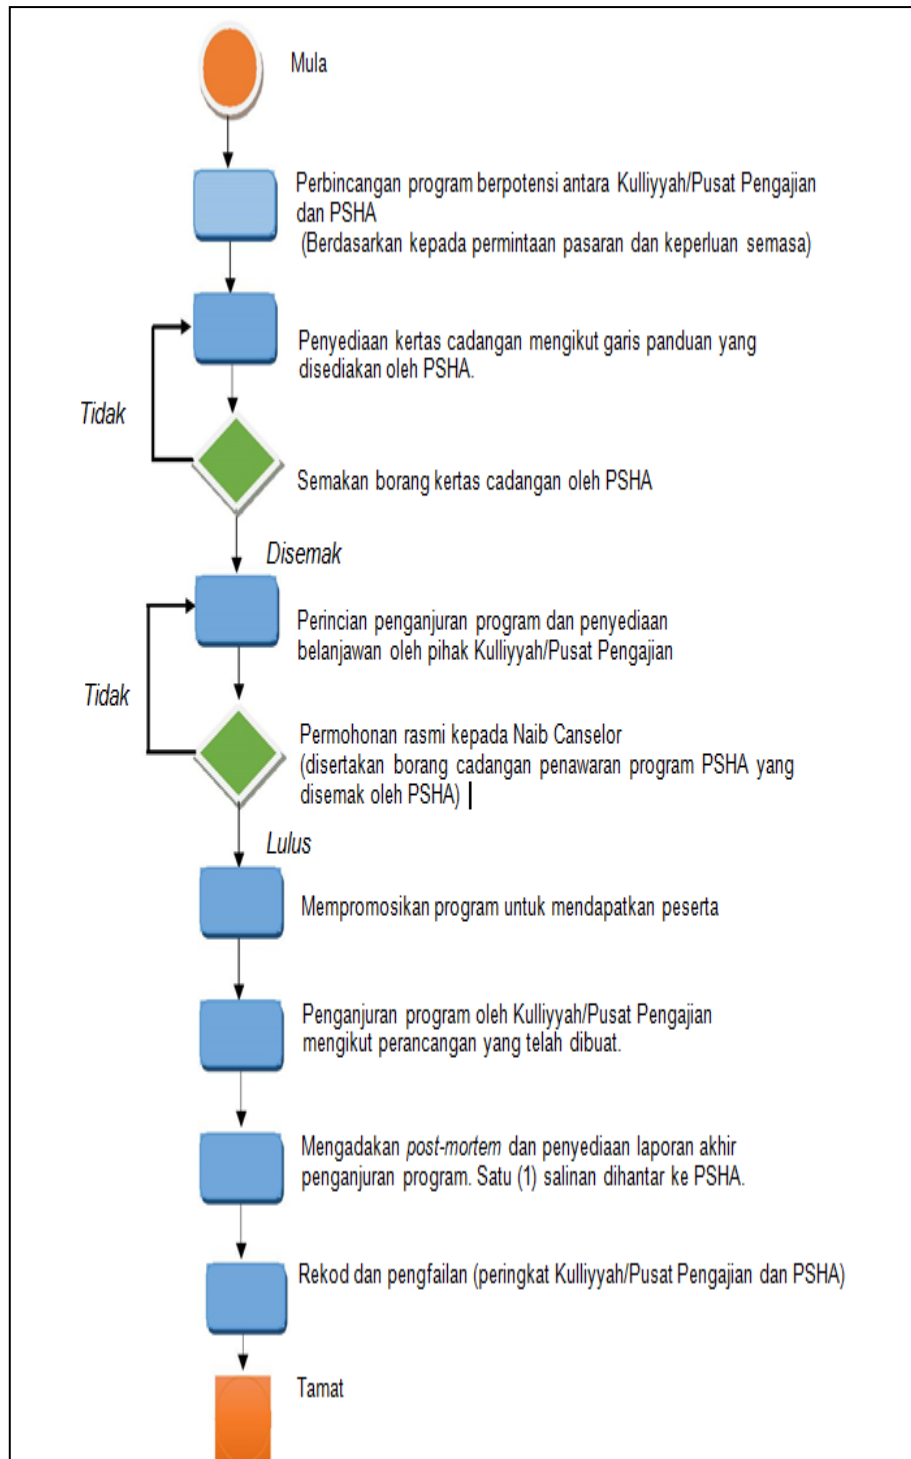 Mula
Perbincangan program berpotensi antara Kulliyyah/Pusat Pengajian
dan PSHA
(Berdasarkan kepada permintaan pasaran dan keperluan semasa)
Penyediaan kertas cadangan mengikut garis panduan yang
disediakan oleh PSHA.
Tidak
Semakan borang kertas cadangan oleh PSHA
Disemak
Perincian penganjuran program dan penyediaan
belanjawan oleh pihak Kulliyyah/Pusat Pengajian
Tidak
Permohonan rasmi kepada Naib Canselor
(disertakan borang cadangan penawaran program PSHA yang
disemak oleh PSHA)
Lulus
Mempromosikan program untuk mendapatkan peserta
Penganjuran program oleh Kulliyyah/Pusat Pengajian
mengikut perancangan yang telah dibuat.
Mengadakan post-mortem dan penyediaan laporan akhir
penganjuran program. Satu (1) salinan dihantar ke PSHA.
Rekod dan pengfailan (peringkat Kulliyyah/Pusat Pengajian dan PSHA)
Tamat